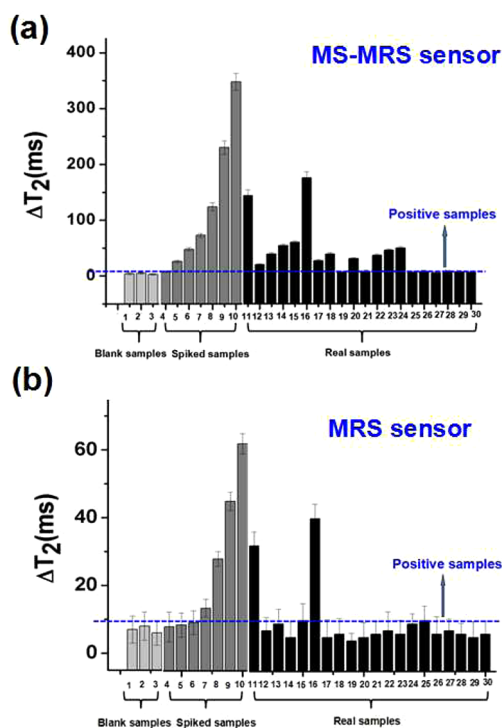 (a)
MS-MRS sensor
400
300
200
100
0
ΔT2(ms)
Positive samples
1 2 3 4 5 6 7 8 9 10 11 12 13 14 15 16 17 18 19 20 21 22 23 24 25 26 27 28 29 30
Blank samples Spiked samples Real samples
(b)
MRS sensor
60
40
20
0
ΔT2(ms)
Positive samples
1 2 3 4 5 6 7 8 9 10 11 12 13 14 15 16 17 18 19 20 21 22 23 24 25 26 27 28 29 30
Blank samples Spiked samples Real samples